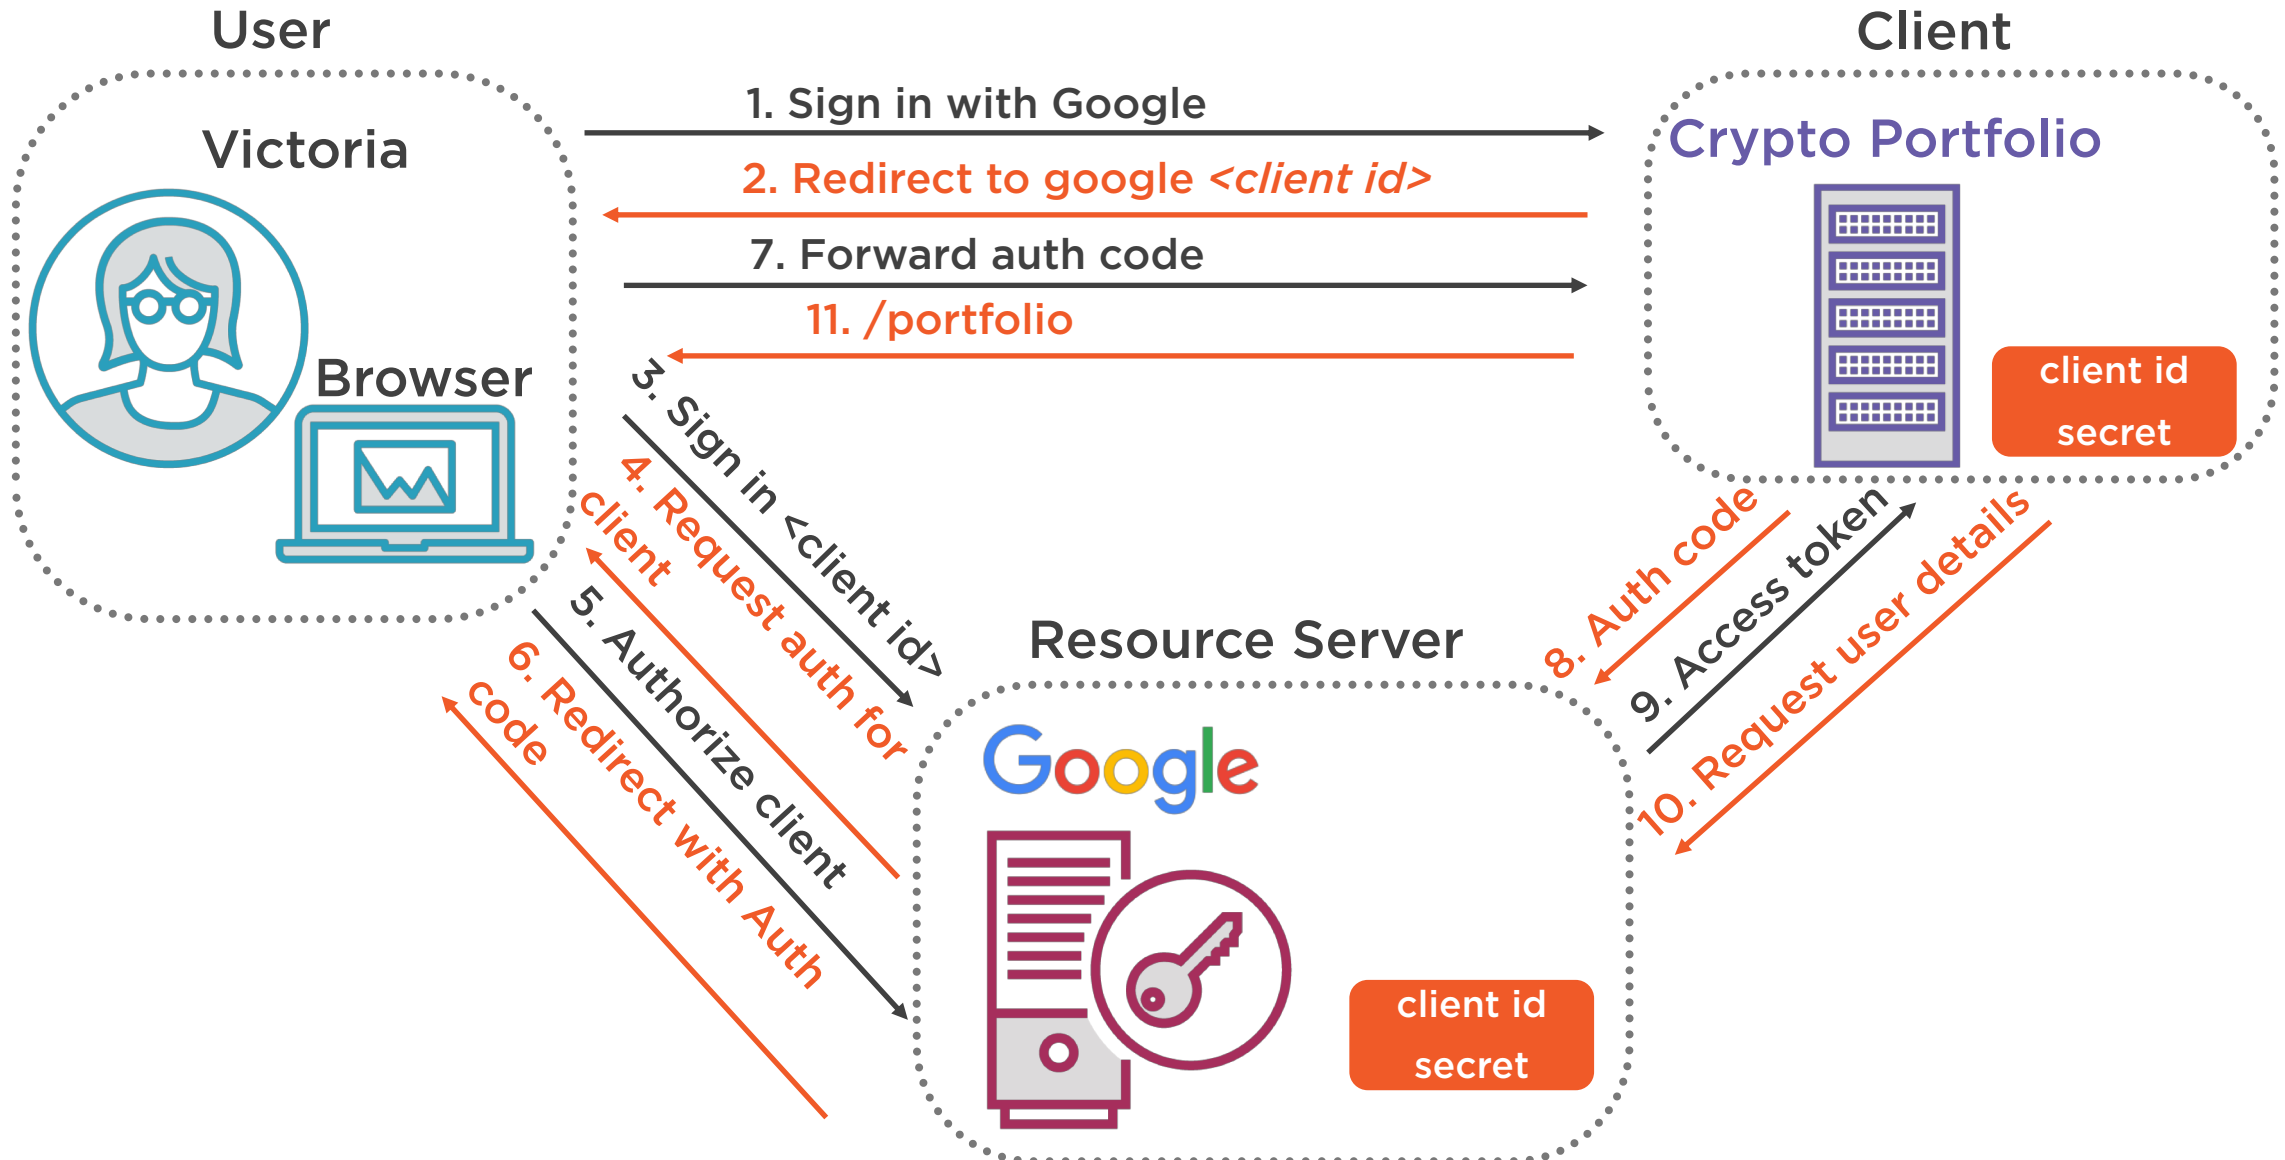 User
Client
Victoria
Browser
1. Sign in with Google
2. Redirect to google <client id>
7. Forward auth code
11. /portfolio
Crypto Portfolio
client id
secret
3. Sign in <client id>
4. Request auth for
client
5. Authorize client
6. Redirect with Auth
code
8. Auth code
9. Access token
10. Request user details
Resource Server
Google
client id
secret